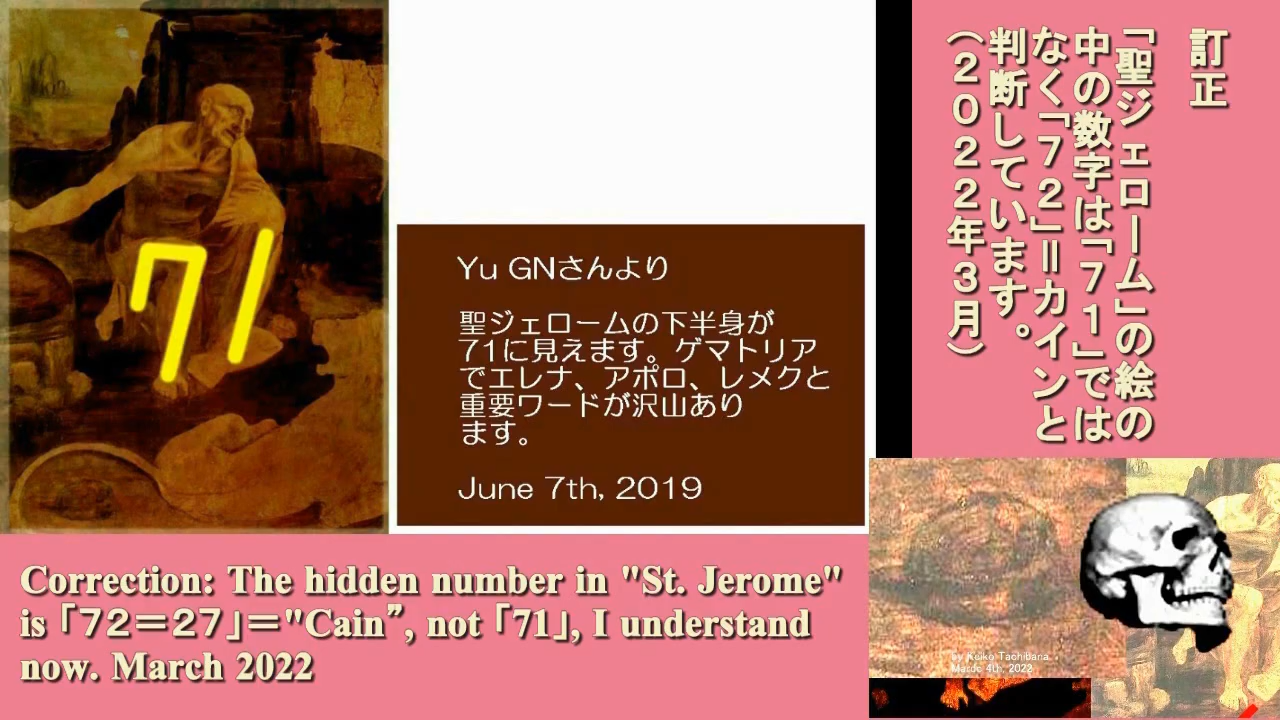 71
Yu GNさんより
聖ジェロームの下半身が
71に見えます。ゲマトリア
でエレナ、アポロ、レメクと
重要ワードが沢山あり
ます。
June 7th, 2019
訂正
「聖ジェローム」の絵の
中の数字は「７１」では
なく「７２」＝カインと
判断しています。
（２０２２年３月）
Correction: The hidden number in "St. Jerome"
is「７２＝２７」＝"Cain”, not「71」, I understand
now. March 2022
by Keiko Tachibana
4th, 2022